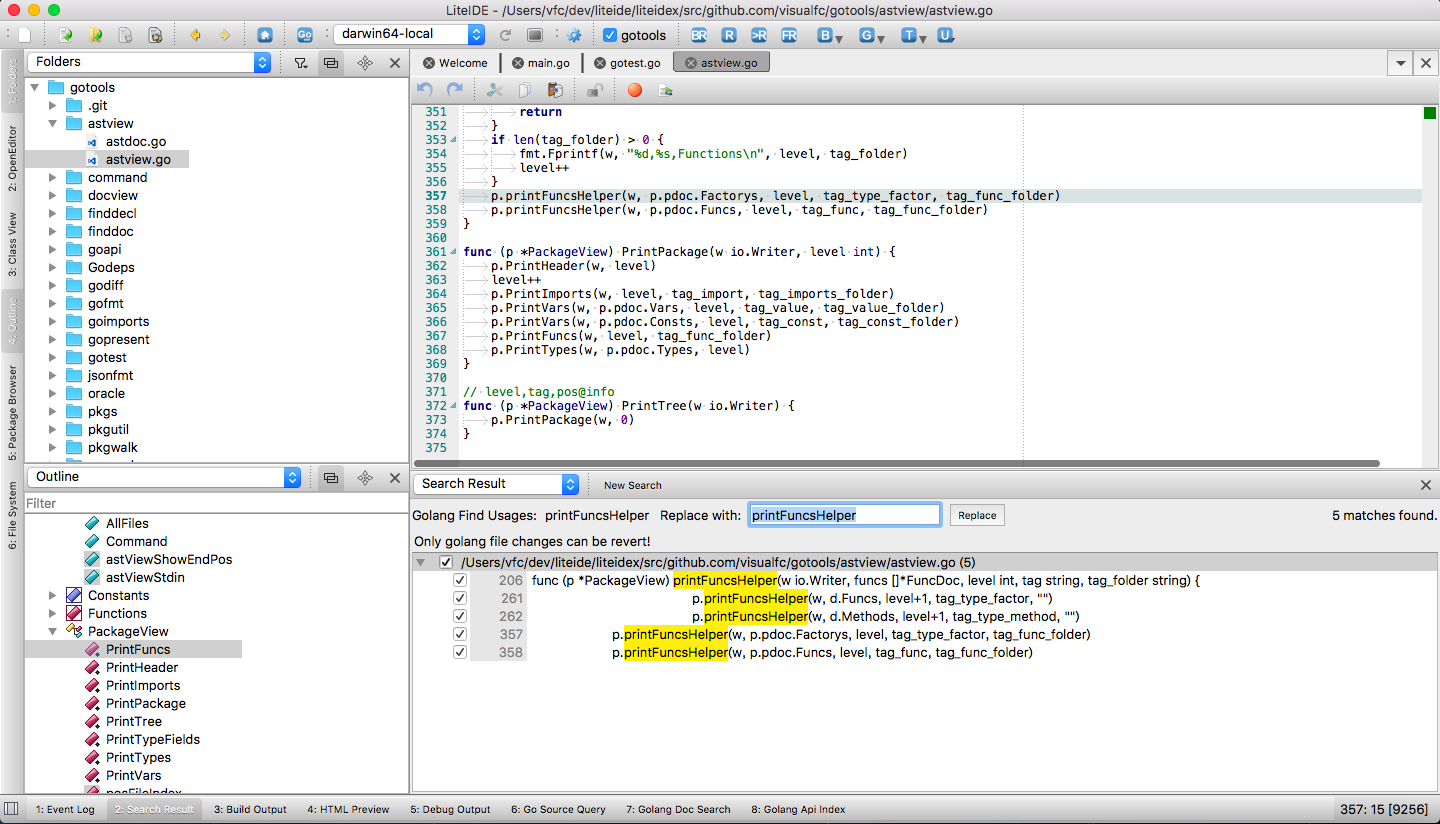 LiteIDE - /Users/vfc/dev/liteide/liteidex/src/github.com/visualfc/gotools/astview/astview.go
Go darwin64-local gotools BR R >R FR B G T U
1: Folders
2: OpenEditor
3: Class View
4: Outline
5: Package Browser
6: File System
Folders
gotools
.git
astview
astdoc.go
astview.go
command
docview
finddecl
finddoc
goapi
Godeps
godiff
gofmt
goimports
gopresent
gotest
jsonfmt
oracle
pkgs
pkgutil
pkgwalk
Outline
Filter
AllFiles
Command
astViewShowEndPos
astViewStdin
Constants
Functions
PackageView
PrintFuncs
PrintHeader
PrintImports
PrintPackage
PrintTree
PrintTypeFields
PrintTypes
PrintVars
posFileIndex
Welcome main.go gotest.go astview.go
351 return
352 }
353 if len(tag_folder) > 0 {
354 fmt.Fprintf(w, "%d,%s,Functions\n", level, tag_folder)
355 level++
356 }
357 p.printFuncsHelper(w, p.pdoc.Factorys, level, tag_type_factor, tag_func_folder)
358 p.printFuncsHelper(w, p.pdoc.Funcs, level, tag_func, tag_func_folder)
359 }
360
361 func (p *PackageView) PrintPackage(w io.Writer, level int) {
362 p.PrintHeader(w, level)
363 level++
364 p.PrintImports(w, level, tag_import, tag_imports_folder)
365 p.PrintVars(w, p.pdoc.Vars, level, tag_value, tag_value_folder)
366 p.PrintVars(w, p.pdoc.Consts, level, tag_const, tag_const_folder)
367 p.PrintFuncs(w, level, tag_func_folder)
368 p.PrintTypes(w, p.pdoc.Types, level)
369 }
370
371 // level,tag,pos@info
372 func (p *PackageView) PrintTree(w io.Writer) {
373 p.PrintPackage(w, 0)
374 }
375
Search Result New Search
Golang Find Usages: printFuncsHelper Replace with: printFuncsHelper Replace 5 matches found.
Only golang file changes can be revert!
/Users/vfc/dev/liteide/liteidex/src/github.com/visualfc/gotools/astview/astview.go (5)
206 func (p *PackageView) printFuncsHelper(w io.Writer, funcs []*FuncDoc, level int, tag string, tag_folder string) {
261 p.printFuncsHelper(w, d.Funcs, level+1, tag_type_factor, "")
262 p.printFuncsHelper(w, d.Methods, level+1, tag_type_method, "")
357 p.printFuncsHelper(w, p.pdoc.Factorys, level, tag_type_factor, tag_func_folder)
358 p.printFuncsHelper(w, p.pdoc.Funcs, level, tag_func, tag_func_folder)
1: Event Log 2: Search Result 3: Build Output 4: HTML Preview 5: Debug Output 6: Go Source Query 7: Golang Doc Search 8: Golang Api Index 357: 15 [9256]